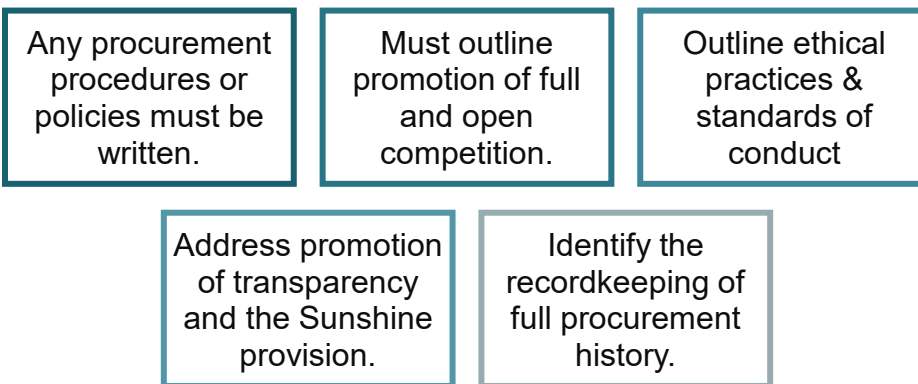 Any procurement
procedures or
policies must be
written.
Must outline
promotion of full
and open
competition.
Outline ethical
practices &
standards of
conduct
Address promotion
of transparency
and the Sunshine
provision.
Identify the
recordkeeping of
full procurement
history.